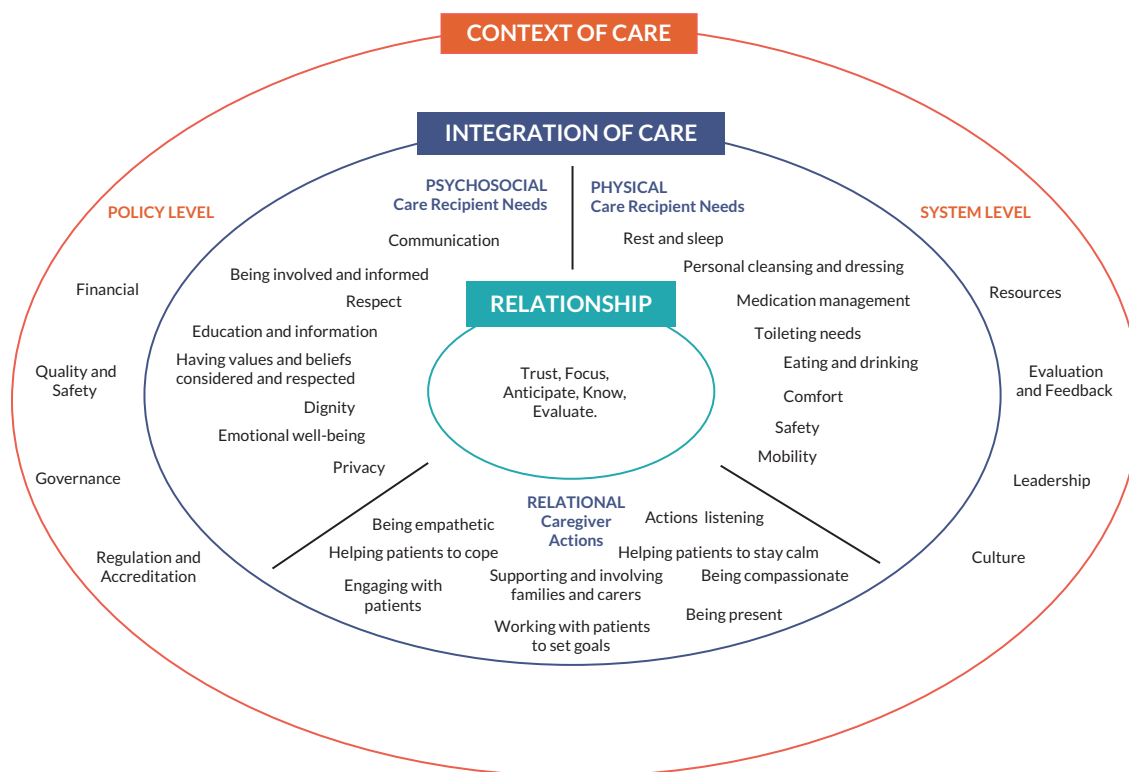 CONTEXT OF CARE
INTEGRATION OF CARE
POLICY LEVEL
Financial
Quality and
Safety
Governance
Regulation and
Accreditation
PSYCHOSOCIAL
Care Recipient Needs
Communication
Being involved and informed
Respect
Education and information
Having values and beliefs
considered and respected
Dignity
Emotional well-being
Privacy
PHYSICAL
Care Recipient Needs
Rest and sleep
Personal cleansing and dressing
Medication management
Toileting needs
Eating and drinking
Comfort
Safety
Mobility
RELATIONSHIP
Trust, Focus,
Anticipate, Know,
Evaluate.
RELATIONAL
Caregiver
Actions
Being empathetic
Actions listening
Helping patients to cope
Helping patients to stay calm
Engaging with
patients
Supporting and involving
families and carers
Being compassionate
Being present
Working with patients
to set goals
SYSTEM LEVEL
Resources
Evaluation
and Feedback
Leadership
Culture